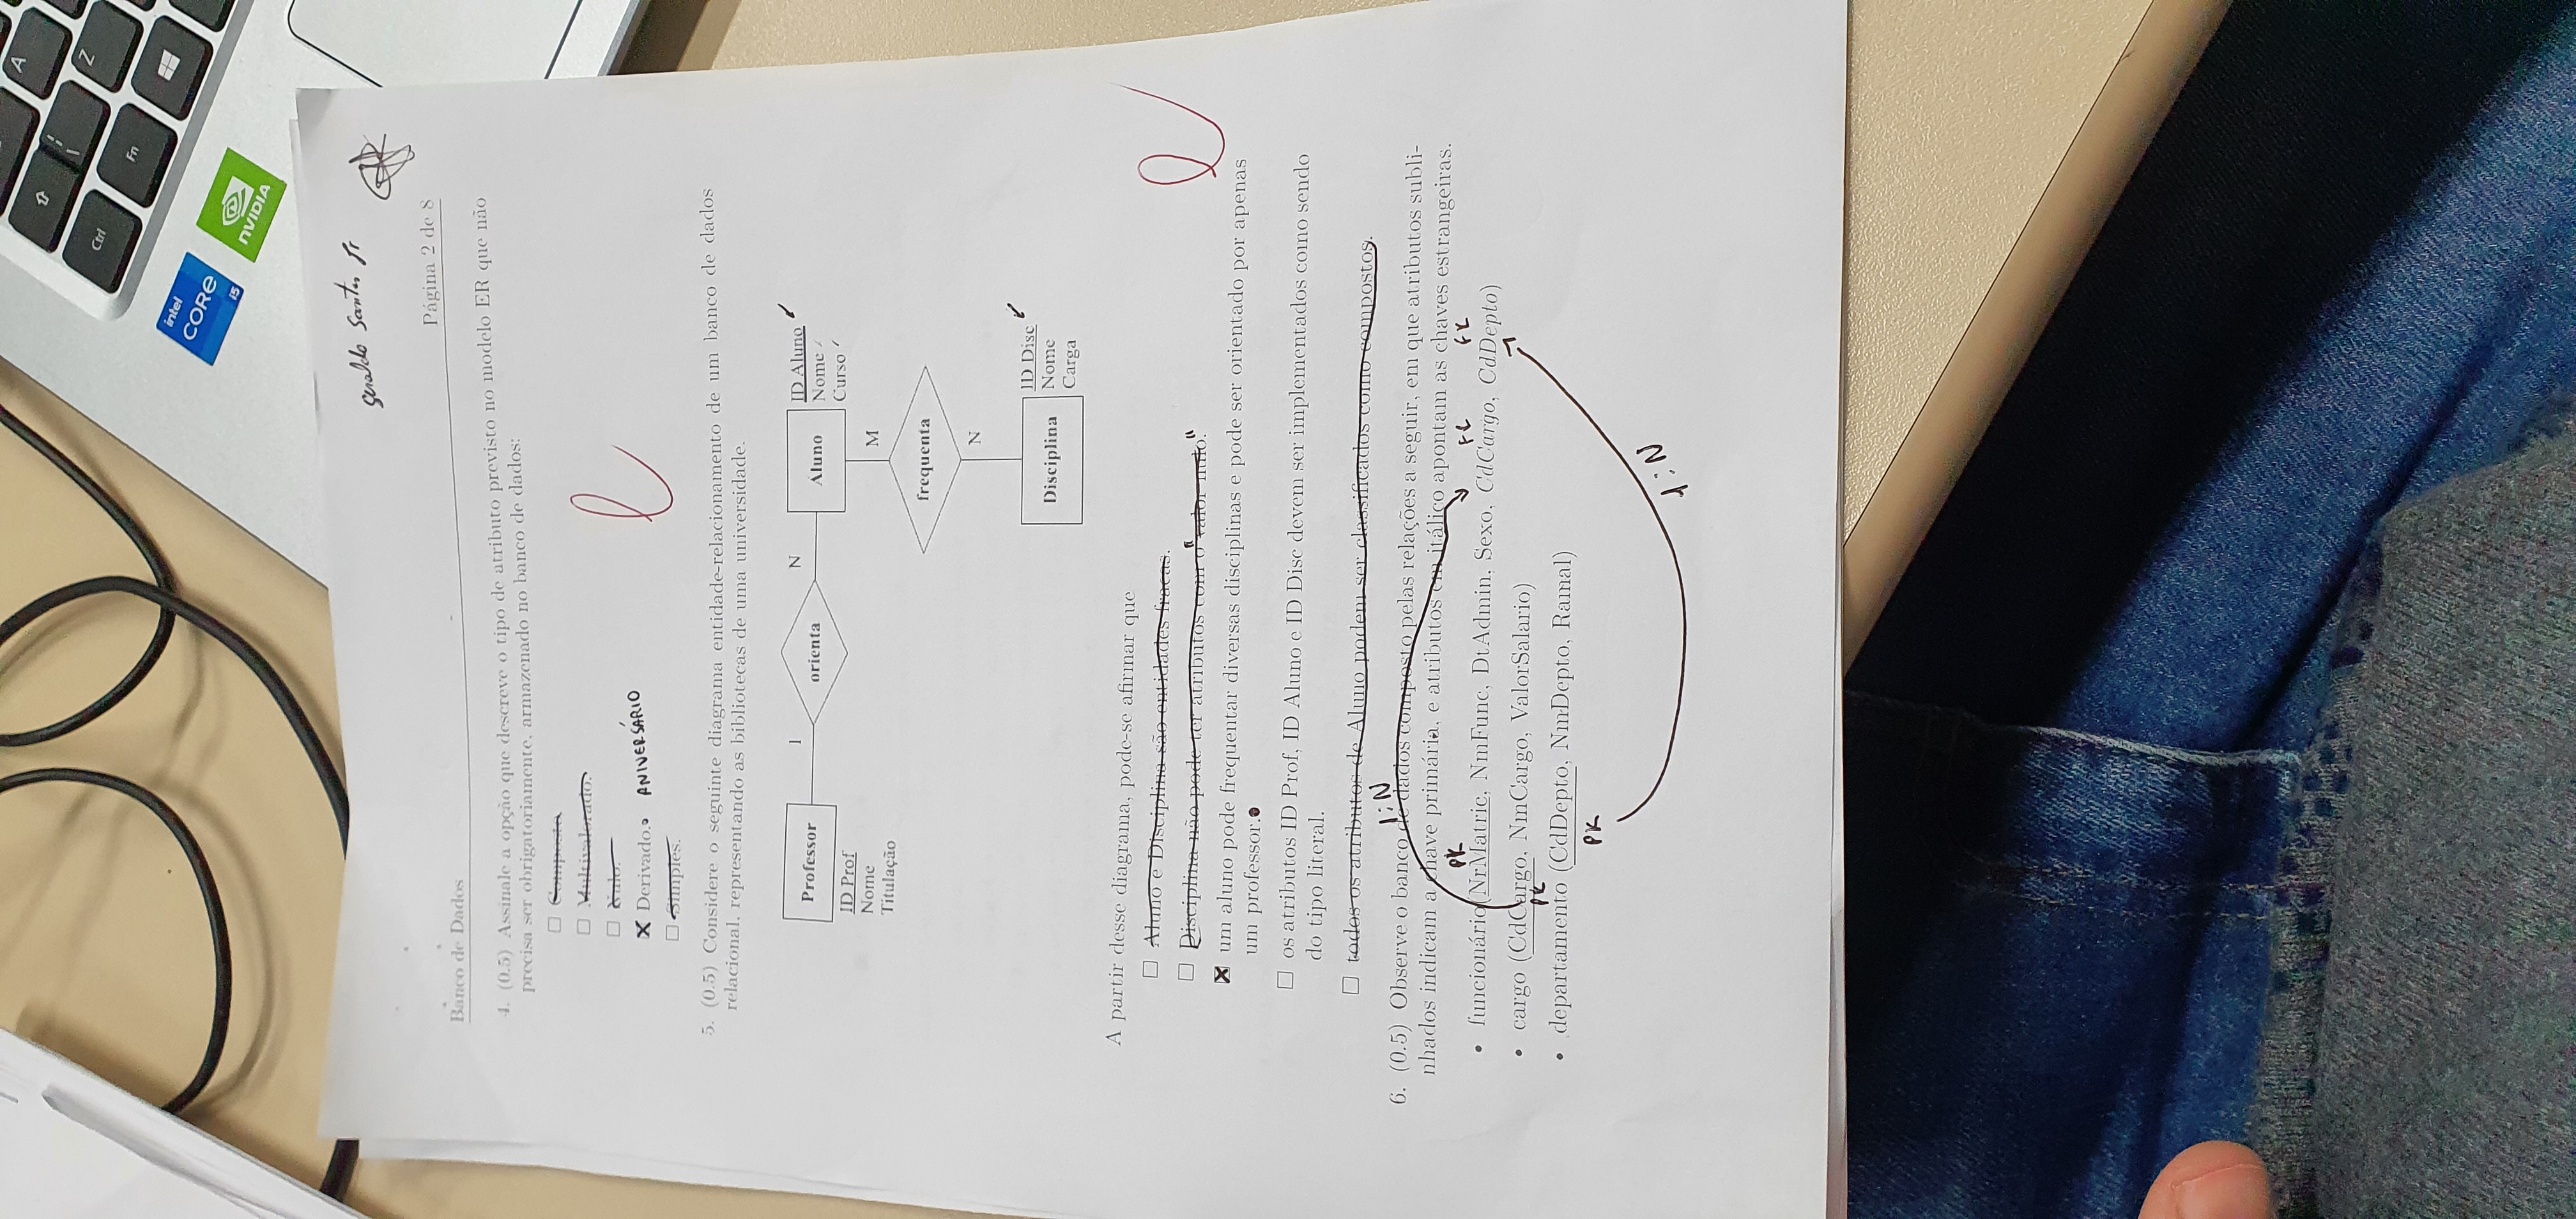 A
Z
Ctrl
Fn
intel
CORE
i5
NVIDIA
Geraldo Santos Jr
Página 2 de 8
Banco de Dados
4. (0.5) Assinale a opção que descreve o tipo de atributo previsto no modelo ER que não
precisa ser obrigatoriamente, armazenado no banco de dados:
Composto
Multivalorado.
Nulo.
X Derivado. ANIVERSÁRIO
Simples.
5. (0.5) Considere o seguinte diagrama entidade-relacionamento de um banco de dados
relacional, representando as bibliotecas de uma universidade.
Professor 1 orienta N Aluno
ID Prof
Nome
Titulação
ID Aluno
Nome
Curso
M
frequenta
N
Disciplina
ID Disc
Nome
Carga
A partir desse diagrama, pode-se afirmar que
Aluno e Disciplina são entidades fracas.
Disciplina não pode ter atributos com o "valor nulo."
X um aluno pode frequentar diversas disciplinas e pode ser orientado por apenas
um professor.
os atributos ID Prof, ID Aluno e ID Disc devem ser implementados como sendo
do tipo literal.
todos os atributos de Aluno podem ser classificados como compostos.
1:N
6. (0.5) Observe o banco de dados composto pelas relações a seguir, em que atributos subli-
nhados indicam a chave primária, e atributos em itálico apontam as chaves estrangeiras.
PK FK FK
• funcionário(NrMatric, NmFunc, DtAdmin, Sexo, CdCargo, CdDepto)
• cargo (CdCargo, NmCargo, ValorSalario)
PK
• departamento (CdDepto, NmDepto, Ramal)
PK
1:N